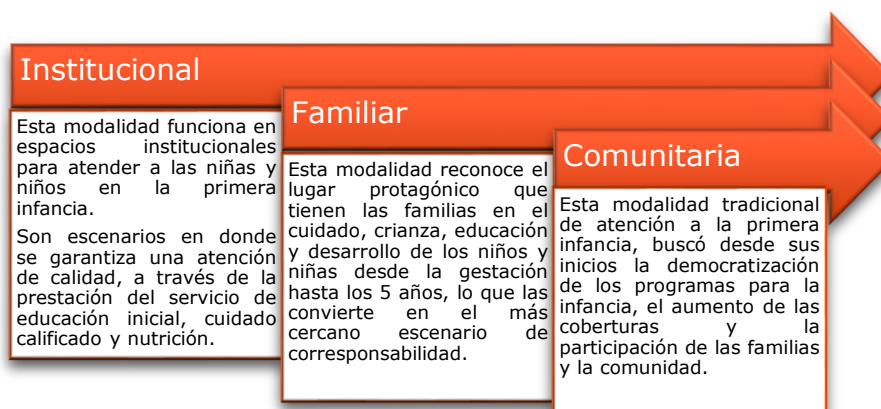 Institucional
Esta modalidad funciona en
espacios institucionales
para atender a las niñas y
niños en la primera
infancia.
Son escenarios en donde
se garantiza una atención
de calidad, a través de la
prestación del servicio de
educación inicial, cuidado
calificado y nutrición.
Familiar
Esta modalidad reconoce el
lugar protagónico que
tienen las familias en el
cuidado, crianza, educación
y desarrollo de los niños y
niñas desde la gestación
hasta los 5 años, lo que las
convierte en el más
cercano escenario de
corresponsabilidad.
Comunitaria
Esta modalidad tradicional
de atención a la primera
infancia, buscó desde sus
inicios la democratización
de los programas para la
infancia, el aumento de las
coberturas y la
participación de las familias
y la comunidad.